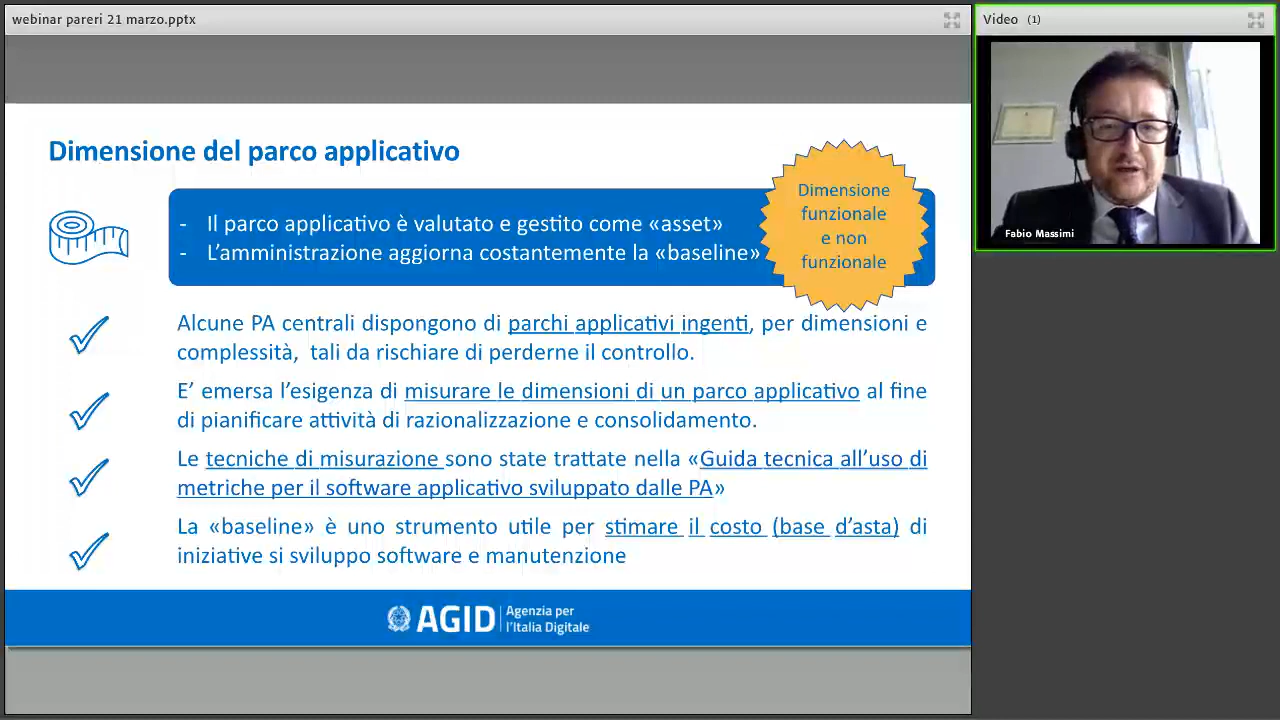 webinar pareri 21 marzo.pptx
Video (1)
Fabio Massimi
Dimensione del parco applicativo
- Il parco applicativo è valutato e gestito come «asset»
- L'amministrazione aggiorna costantemente la «baseline»
Dimensione
funzionale
e non
funzionale
Alcune PA centrali dispongono di parchi applicativi ingenti, per dimensioni e
complessità, tali da rischiare di perderne il controllo.
E' emersa l'esigenza di misurare le dimensioni di un parco applicativo al fine
di pianificare attività di razionalizzazione e consolidamento.
Le tecniche di misurazione sono state trattate nella «Guida tecnica all'uso di
metriche per il software applicativo sviluppato dalle PA»
La «baseline» è uno strumento utile per stimare il costo (base d'asta) di
iniziative si sviluppo software e manutenzione
AGID
Agenzia per
l'Italia Digitale